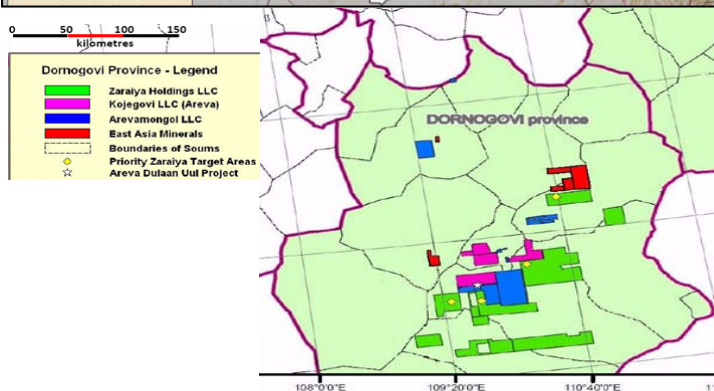 0 50 100 150
kilometres
Dornogovi Province - Legend
Zaraiya Holdings LLC
Kojegovi LLC (Areva)
Arevamongol LLC
East Asia Minerals
Boundaries of Soums
Priority Zaraiya Target Areas
Areva Dulaan Uul Project
DORNOGOVI province
108°0'0"E 109°20'0"E 110°40'0"E